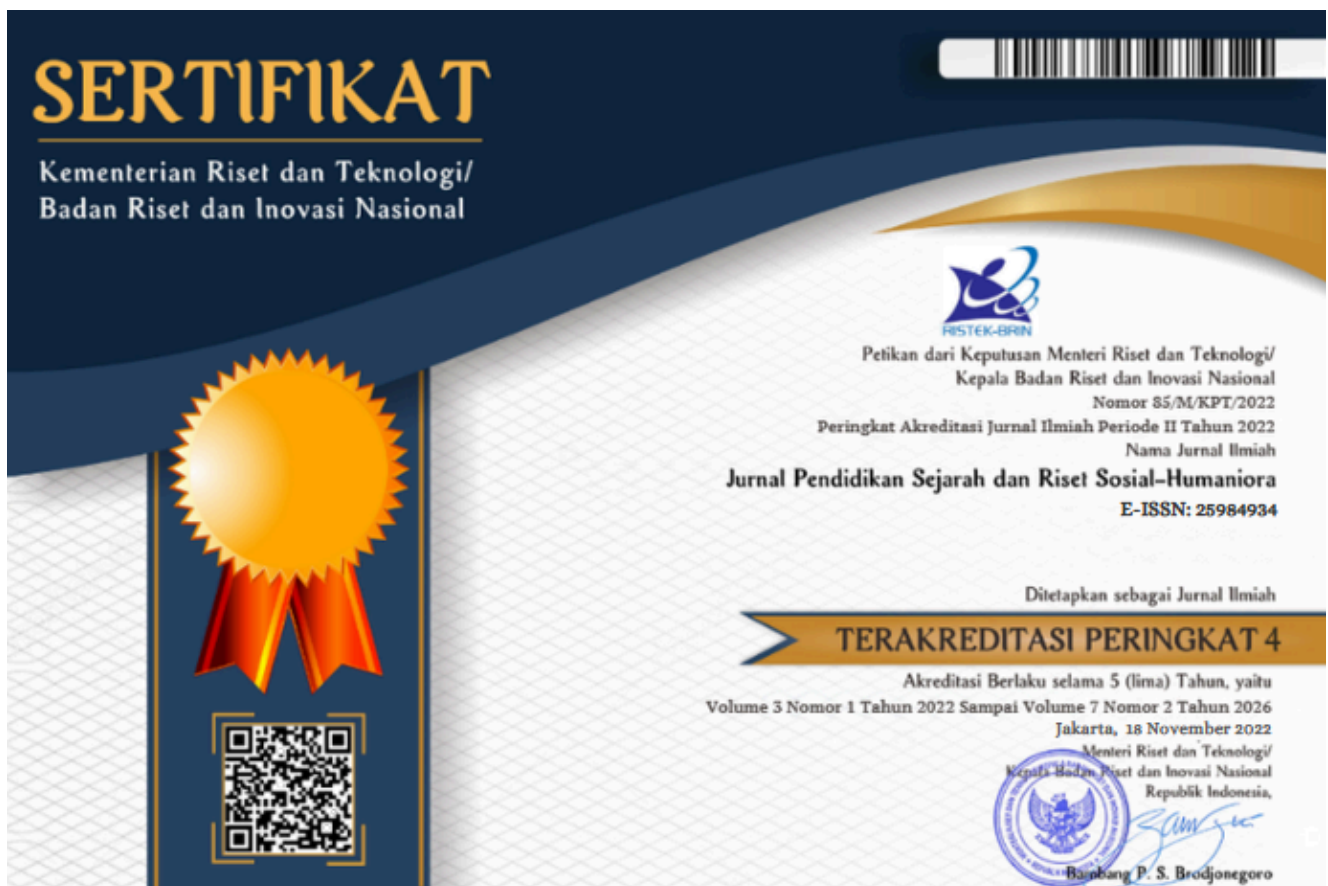 SERTIFIKAT
Kementerian Riset dan Teknologi/
Badan Riset dan Inovasi Nasional
RISTEK-BRIN
Petikan dari Keputusan Menteri Riset dan Teknologi/
Kepala Badan Riset dan Inovasi Nasional
Nomor 85/M/KPT/2022
Peringkat Akreditasi Jurnal Ilmiah Periode II Tahun 2022
Nama Jurnal Ilmiah
Jurnal Pendidikan Sejarah dan Riset Sosial-Humaniora
E-ISSN: 25984934
Ditetapkan sebagai Jurnal Ilmiah
TERAKREDITASI PERINGKAT 4
Akreditasi Berlaku selama 5 (lima) Tahun, yaitu
Volume 3 Nomor 1 Tahun 2022 Sampai Volume 7 Nomor 2 Tahun 2026
Jakarta, 18 November 2022
Menteri Riset dan Teknologi/
Kepala Badan Riset dan Inovasi Nasional
Republik Indonesia,
Bambang P. S. Brodjonegoro